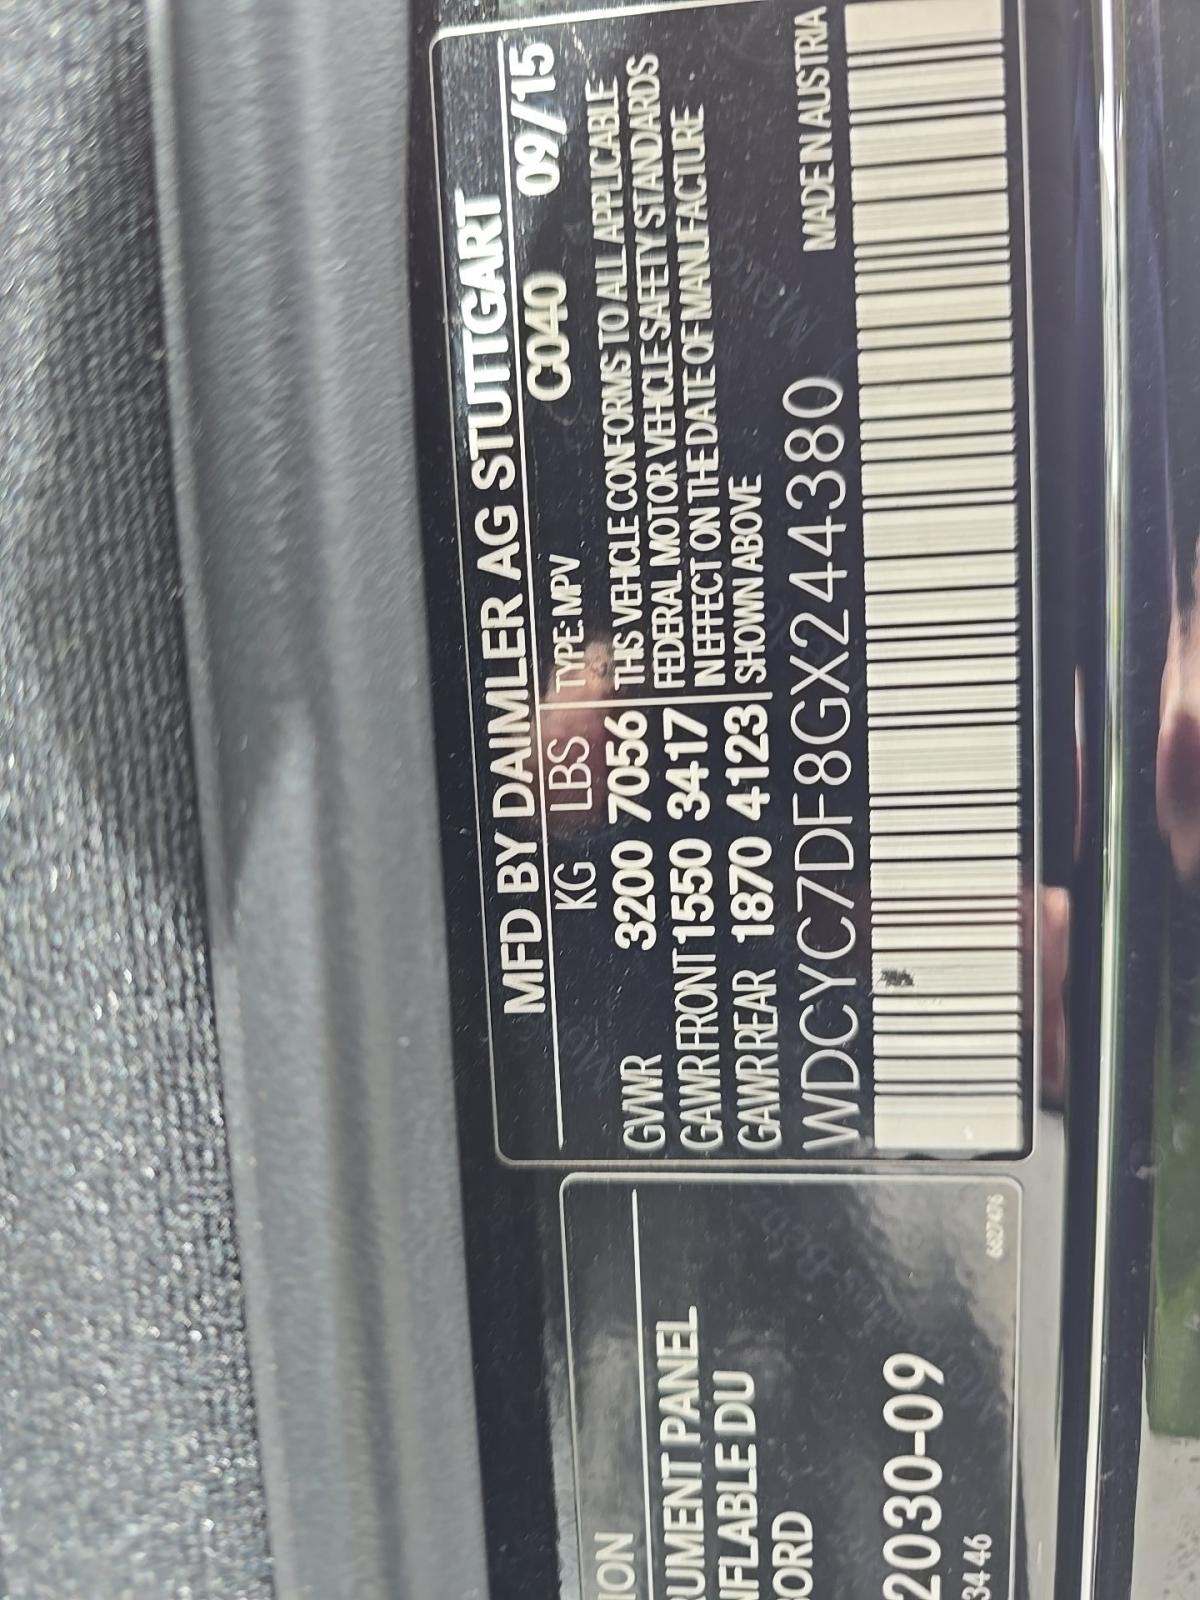 MFD BY DAIMLER AG STUTTGART
KG LBS TYPE: MPV C040 09/15
GVWR 3200 7056
GAWR FRONT 1550 3417
GAWR REAR 1870 4123
THIS VEHICLE CONFORMS TO ALL APPLICABLE
FEDERAL MOTOR VEHICLE SAFETY STANDARDS
IN EFFECT ON THE DATE OF MANUFACTURE
SHOWN ABOVE
WDCYC7DF8GX244380 MADE IN AUSTRIA
ION
RUMENT PANEL
NFLABLE DU
BORD
2030-09
3446
6827476